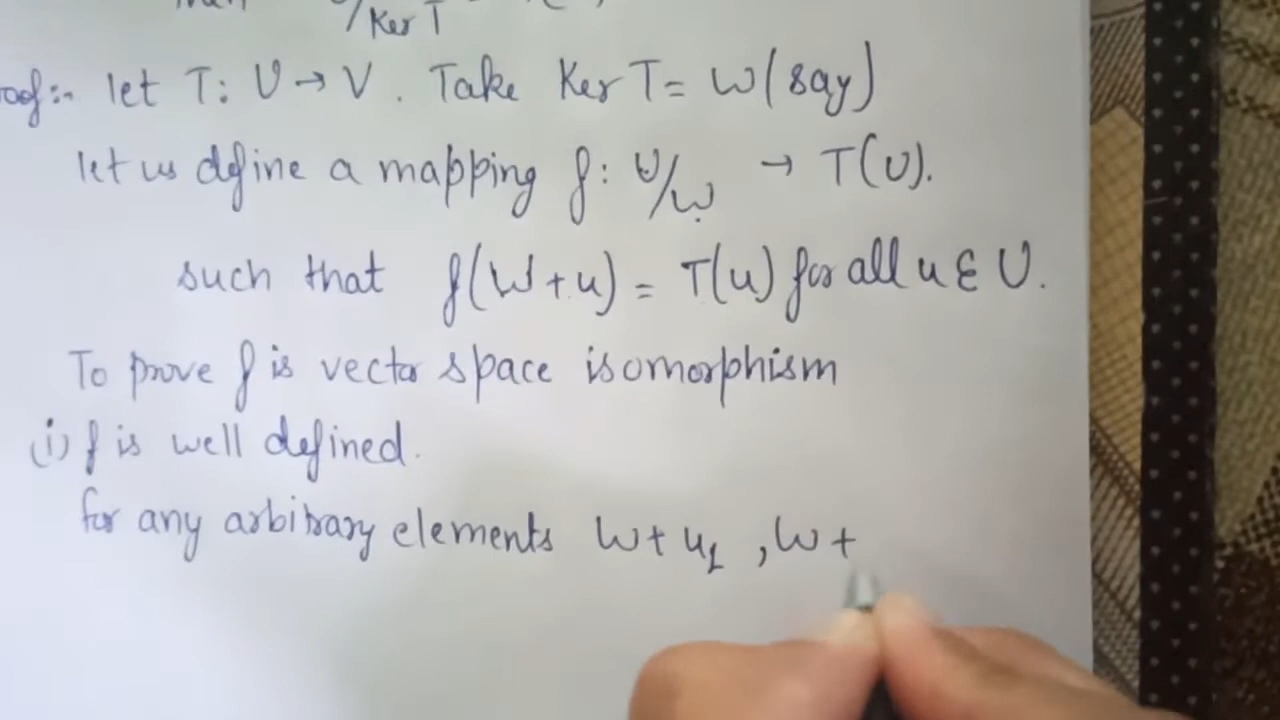 /Ker T
let T: U → V. Take Ker T = W (say)
let us define a mapping f: U/W → T(U).
such that f(W+u) = T(u) for all u ∈ U.
To prove f is vector space isomorphism
(i) f is well defined.
for any arbitrary elements W+u₁, W+